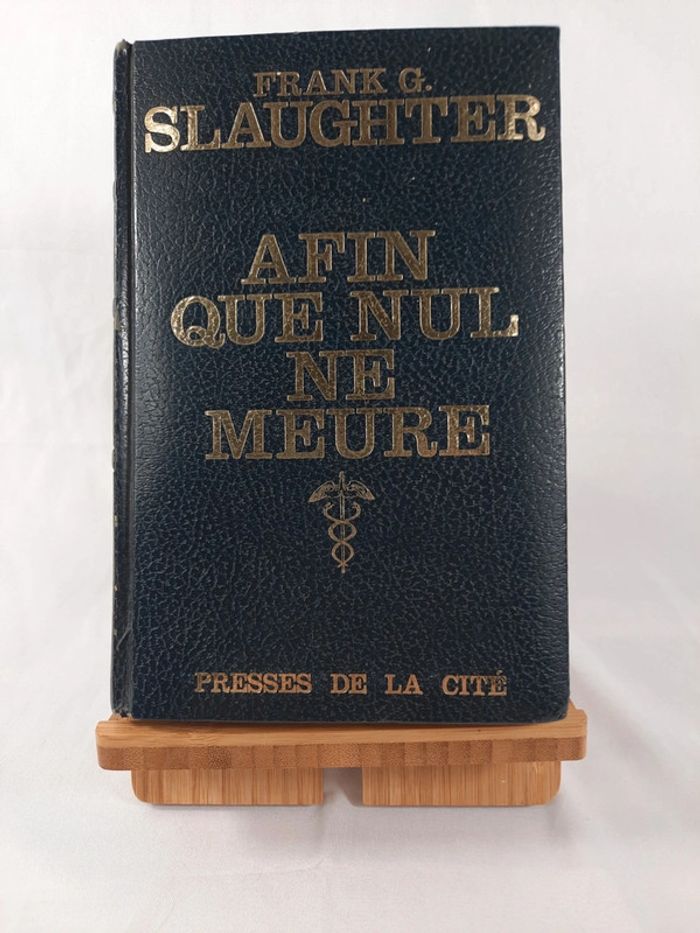 FRANK G.
SLAUGHTER
AFIN
QUE NUL
NE
MEURE
PRESSES DE LA CITÉ